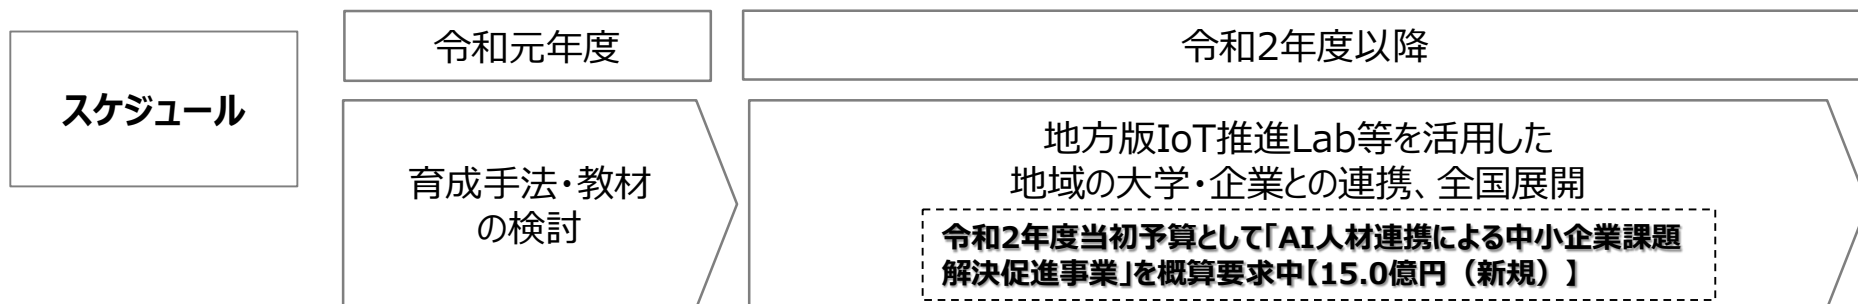 スケジュール
令和元年度
令和2年度以降
育成手法・教材
の検討
地方版IoT推進Lab等を活用した
地域の大学・企業との連携、全国展開
令和2年度当初予算として「AI人材連携による中小企業課題
解決促進事業」を概算要求中【15.0億円（新規）】